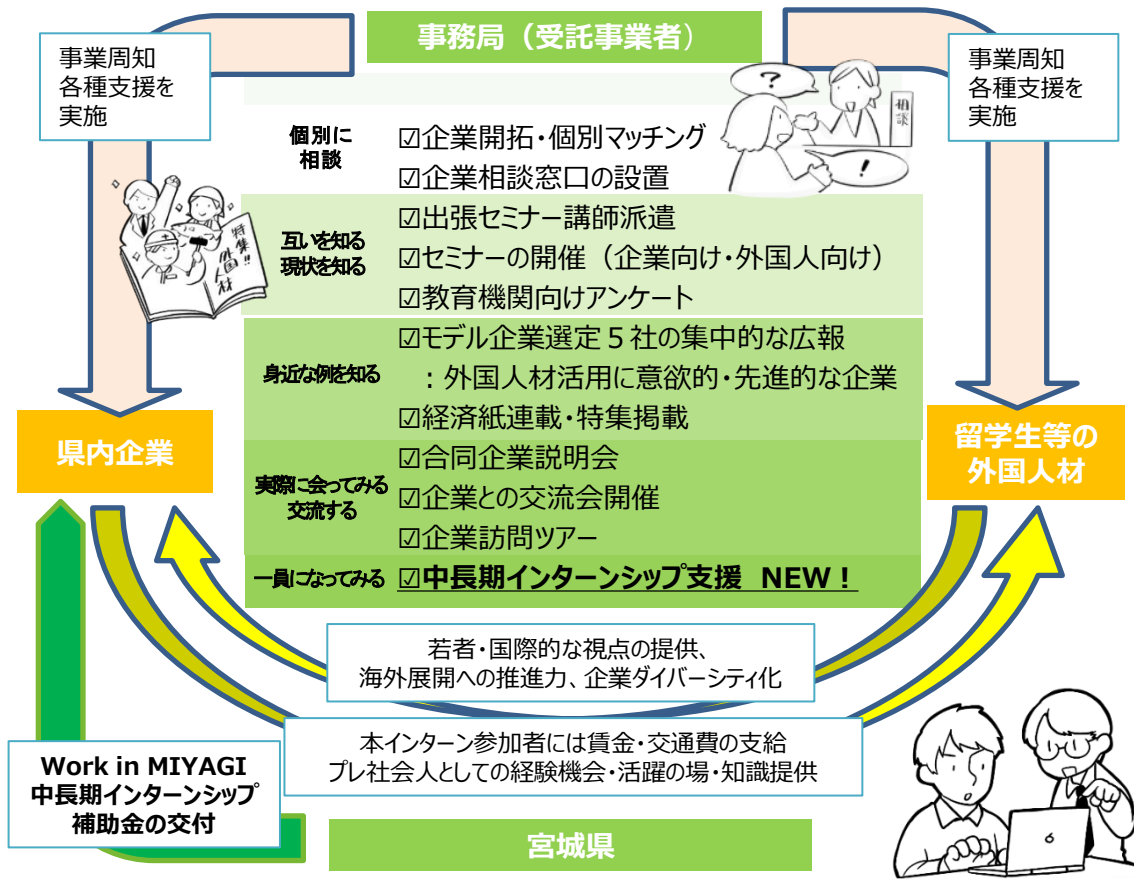 事務局（受託事業者）
事業周知
各種支援を
実施
事業周知
各種支援を
実施
個別に
相談
☑企業開拓・個別マッチング
☑企業相談窓口の設置
？
！
相談
互いを知る
現状を知る
☑出張セミナー講師派遣
☑セミナーの開催（企業向け・外国人向け）
☑教育機関向けアンケート
特集!!
外国人材
身近な例を知る
☑モデル企業選定５社の集中的な広報
：外国人材活用に意欲的・先進的な企業
☑経済紙連載・特集掲載
県内企業
留学生等の
外国人材
実際に会ってみる
交流する
☑合同企業説明会
☑企業との交流会開催
☑企業訪問ツアー
一員になってみる
☑中長期インターンシップ支援　NEW！
若者・国際的な視点の提供、
海外展開への推進力、企業ダイバーシティ化
本インターン参加者には賃金・交通費の支給
プレ社会人としての経験機会・活躍の場・知識提供
Work in MIYAGI
中長期インターンシップ
補助金の交付
宮城県